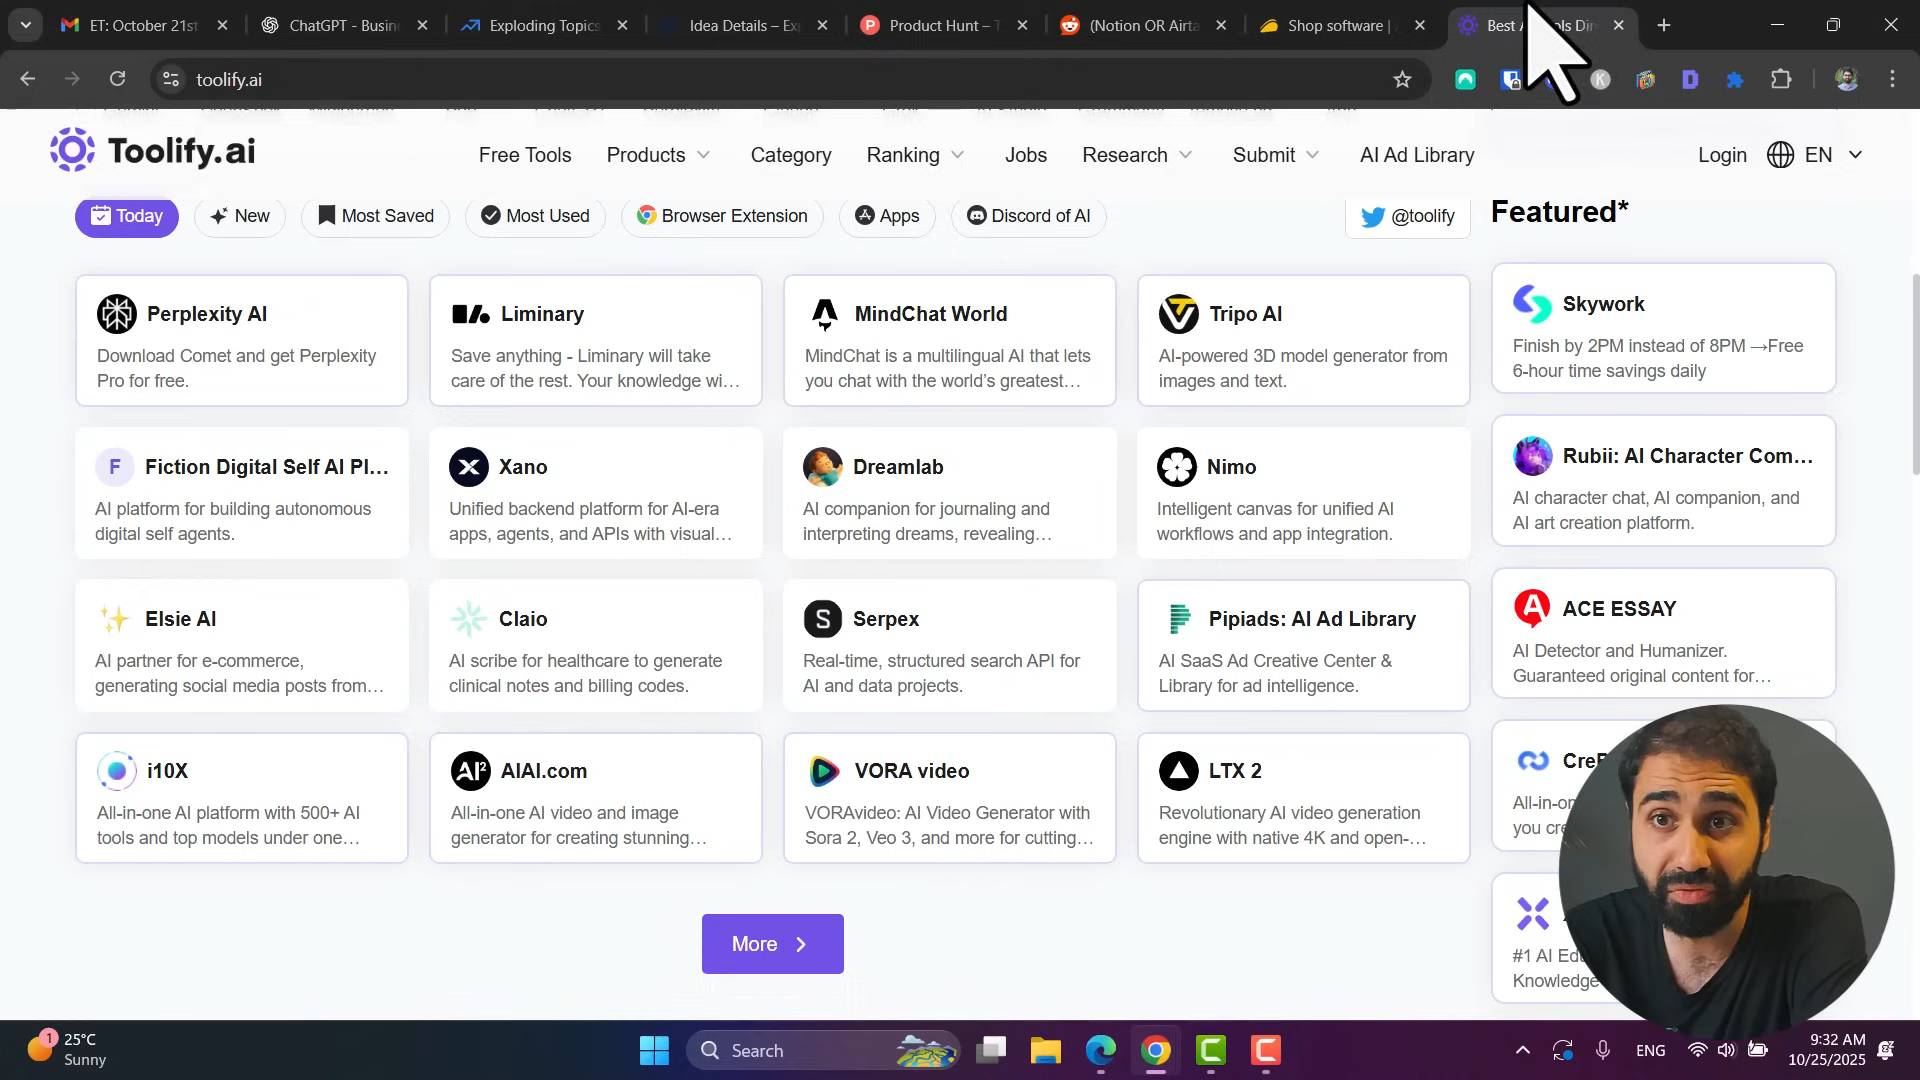 ET: October 21st
ChatGPT - Busin
Exploding Topics
Idea Details – Ex
Product Hunt – T
(Notion OR Airta
Shop software |
Best A ols Dir
toolify.ai
Toolify.ai
Free Tools
Products
Category
Ranking
Jobs
Research
Submit
AI Ad Library
Login
EN
Today
New
Most Saved
Most Used
Browser Extension
Apps
Discord of AI
@toolify
Featured*
Perplexity AI
Download Comet and get Perplexity
Pro for free.
Liminary
Save anything - Liminary will take
care of the rest. Your knowledge wi…
MindChat World
MindChat is a multilingual AI that lets
you chat with the world's greatest…
Tripo AI
AI-powered 3D model generator from
images and text.
Skywork
Finish by 2PM instead of 8PM →Free
6-hour time savings daily
F
Fiction Digital Self AI Pl…
AI platform for building autonomous
digital self agents.
Xano
Unified backend platform for AI-era
apps, agents, and APIs with visual…
Dreamlab
AI companion for journaling and
interpreting dreams, revealing…
Nimo
Intelligent canvas for unified AI
workflows and app integration.
Rubii: AI Character Com…
AI character chat, AI companion, and
AI art creation platform.
Elsie AI
AI partner for e-commerce,
generating social media posts from…
Claio
AI scribe for healthcare to generate
clinical notes and billing codes.
S
Serpex
Real-time, structured search API for
AI and data projects.
Pipiads: AI Ad Library
AI SaaS Ad Creative Center &
Library for ad intelligence.
ACE ESSAY
AI Detector and Humanizer.
Guaranteed original content for…
i10X
All-in-one AI platform with 500+ AI
tools and top models under one…
AI²
AIAI.com
All-in-one AI video and image
generator for creating stunning…
VORA video
VORAvideo: AI Video Generator with
Sora 2, Veo 3, and more for cutting…
LTX 2
Revolutionary AI video generation
engine with native 4K and open-…
Cre
All-in-on
you cre
#1 AI Ed
Knowledge
More
1
25°C
Sunny
Search
ENG
9:32 AM
10/25/2025